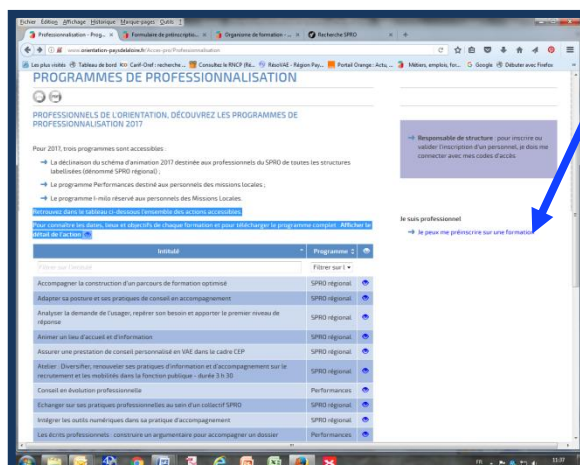 Fichier Édition Affichage Historique Marque-pages Outils ?
Professionnalisation - Prog... × Formulaire de préinscriptio... × Organisme de formation - ... × Recherche SPRO × +
www.orientation-paysdelaloire.fr/Acces-pro/Professionnalisation
Les plus visités Tableau de bord Carif-Oref : recherche ... Consultez le RNCP (Ré... RésoVAE - Région Pay... Portail Orange : Actu, ... Métiers, emplois, for... Google Débuter avec Firefox
PROGRAMMES DE PROFESSIONNALISATION
PROFESSIONNELS DE L'ORIENTATION, DÉCOUVREZ LES PROGRAMMES DE
PROFESSIONNALISATION 2017
Pour 2017, trois programmes sont accessibles :
La déclinaison du schéma d'animation 2017 destinée aux professionnels du SPRO de toutes les structures
labellisées (dénommé SPRO régional) ;
Le programme Performances destiné aux personnels des missions locales ;
Le programme I-milo réservé aux personnels des Missions Locales.
Retrouvez dans le tableau ci-dessous l'ensemble des actions accessibles.
Pour connaître les dates, lieux et objectifs de chaque formation et pour télécharger le programme complet : Afficher le
détail de l'action
Intitulé Programme
Filtrer sur l'intitulé Filtrer sur l
Accompagner la construction d'un parcours de formation optimisé SPRO régional
Adapter sa posture et ses pratiques de conseil en accompagnement SPRO régional
Analyser la demande de l'usager, repérer son besoin et apporter le premier niveau de
réponse SPRO régional
Animer un lieu d'accueil et d'information SPRO régional
Assurer une prestation de conseil personnalisé en VAE dans le cadre CEP SPRO régional
Atelier : Diversifier, renouveler ses pratiques d'information et d'accompagnement sur le
recrutement et les mobilités dans la fonction publique - durée 3 h 30 SPRO régional
Conseil en évolution professionnelle Performances
Echanger sur ses pratiques professionnelles au sein d'un collectif SPRO SPRO régional
Intégrer les outils numériques dans sa pratique d'accompagnement SPRO régional
Les écrits professionnels : construire un argumentaire pour accompagner un dossier Performances
Responsable de structure : pour inscrire ou
valider l'inscription d'un personnel, je dois me
connecter avec mes codes d'accès.
Je suis professionnel
Je peux me préinscrire sur une formation
FR 11:37